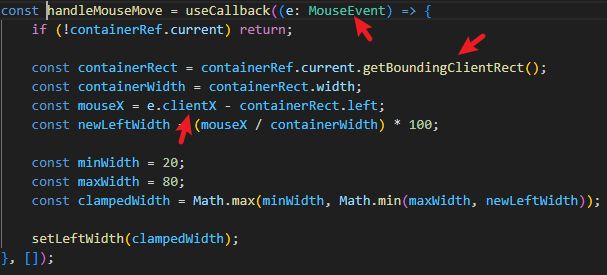 const handleMouseMove = useCallback((e: MouseEvent) => {
if (!containerRef.current) return;
const containerRect = containerRef.current.getBoundingClientRect();
const containerWidth = containerRect.width;
const mouseX = e.clientX - containerRect.left;
const newLeftWidth = (mouseX / containerWidth) * 100;
const minWidth = 20;
const maxWidth = 80;
const clampedWidth = Math.max(minWidth, Math.min(maxWidth, newLeftWidth));
setLeftWidth(clampedWidth);
}, []);